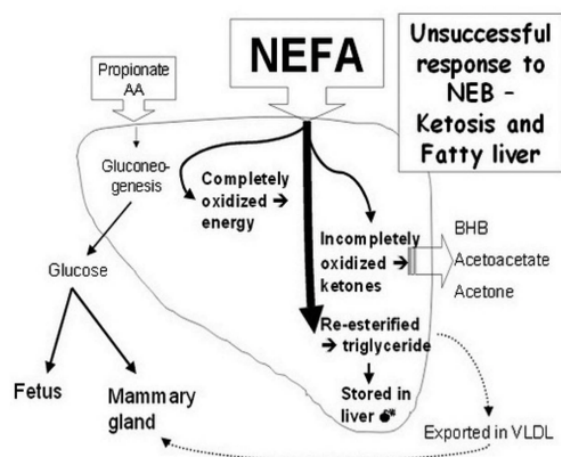 Propionate
AA
NEFA
Unsuccessful
response to
NEB -
Ketosis and
Fatty liver
Gluconeo-
genesis
Completely
oxidized ➔
energy
Incompletely
oxidized ➔
ketones
BHB
Acetoacetate
Acetone
Glucose
Re-esterified
➔ triglyceride
Fetus
Mammary
gland
Stored in
liver 💣
Exported in VLDL